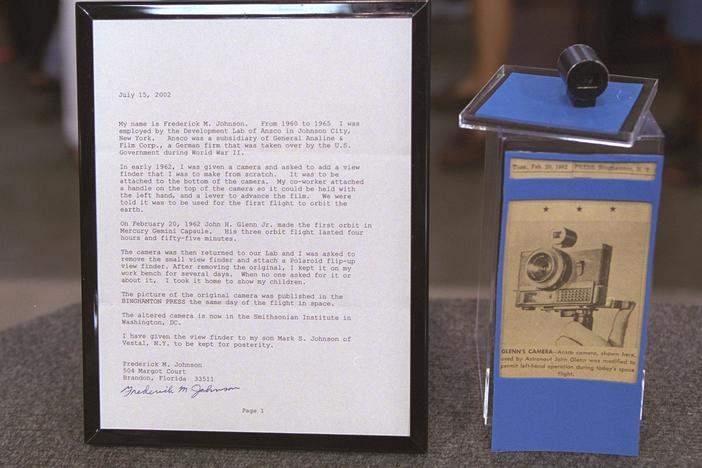 July 15, 2002
My name is Frederick M. Johnson. From 1960 to 1965 I was
employed by the Development Lab of Ansco in Johnson City,
New York. Ansco was a subsidiary of General Analine &
Film Corp., a German firm that was taken over by the U.S.
Government during World War II.
In early 1962, I was given a camera and asked to add a view
finder that I was to make from scratch. It was to be
attached to the bottom of the camera. My co-worker attached
a handle on the top of the camera so it could be held with
the left hand, and a lever to advance the film. We were
told it was to be used for the first flight to orbit the
earth.
On February 20, 1962 John H. Glenn Jr. made the first orbit in
Mercury Gemini Capsule. His three orbit flight lasted four
hours and fifty-five minutes.
The camera was then returned to our Lab and I was asked to
remove the small view finder and attach a Polaroid flip-up
view finder. After removing the original, I kept it on my
work bench for several days. When no one asked for it or
about it, I took it home to show my children.
The picture of the original camera was published in the
BINGHAMTON PRESS the same day of the flight in space.
The altered camera is now in the Smithsonian Institute in
Washington, DC.
I have given the view finder to my son Mark S. Johnson of
Vestal, N.Y. to be kept for posterity.
Frederick M. Johnson
504 Margot Court
Brandon, Florida 33511
Frederick M Johnson
Page 1
Tues., Feb. 20, 1962 PRESS Binghamton, N. Y.
GLENN'S CAMERA—Ansco camera, shown here,
used by Astronaut John Glenn was modified to
permit left-hand operation during today's space
flight.